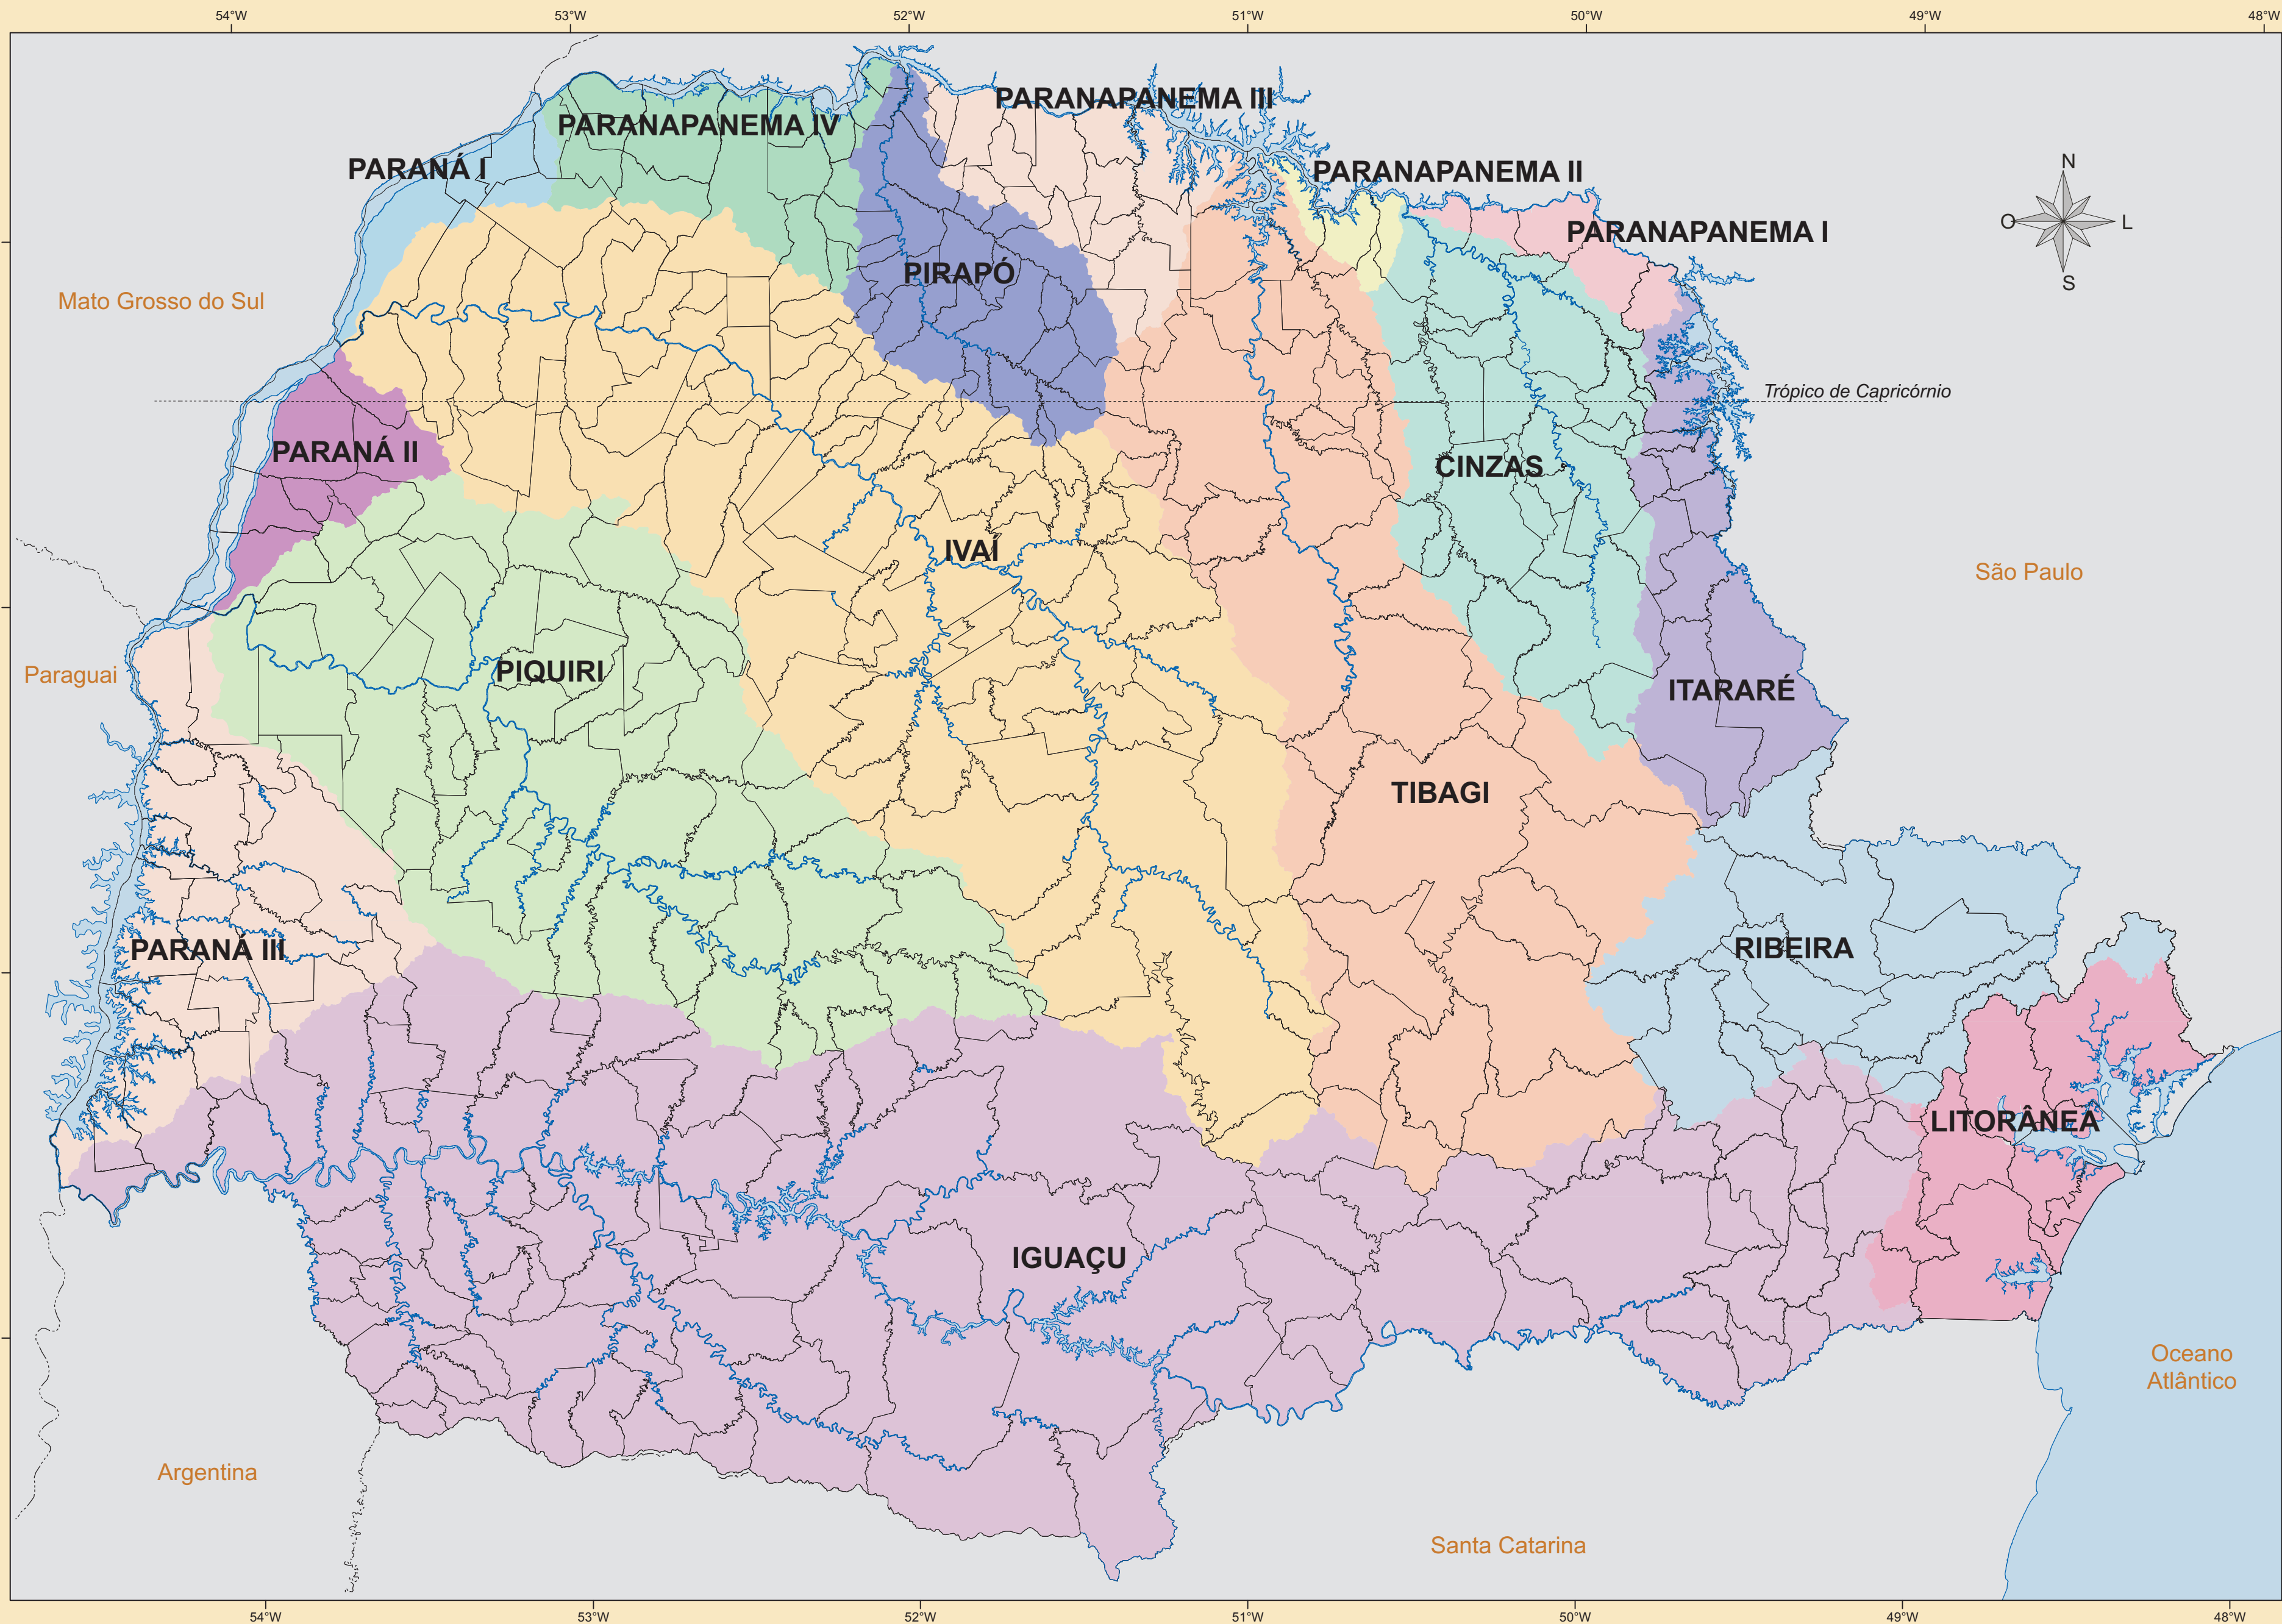 54°W
53°W
52°W
51°W
50°W
49°W
48°W
PARANAPANEMA III
PARANAPANEMA IV
PARANÁ I
PARANAPANEMA II
N
O
L
S
PARANAPANEMA I
PIRAPÓ
Mato Grosso do Sul
Trópico de Capricórnio
PARANÁ II
CINZAS
IVAÍ
São Paulo
Paraguai
PIQUIRI
ITARARÉ
TIBAGI
PARANÁ III
RIBEIRA
LITORÂNEA
IGUAÇU
Oceano
Atlântico
Argentina
Santa Catarina
54°W
53°W
52°W
51°W
50°W
49°W
48°W